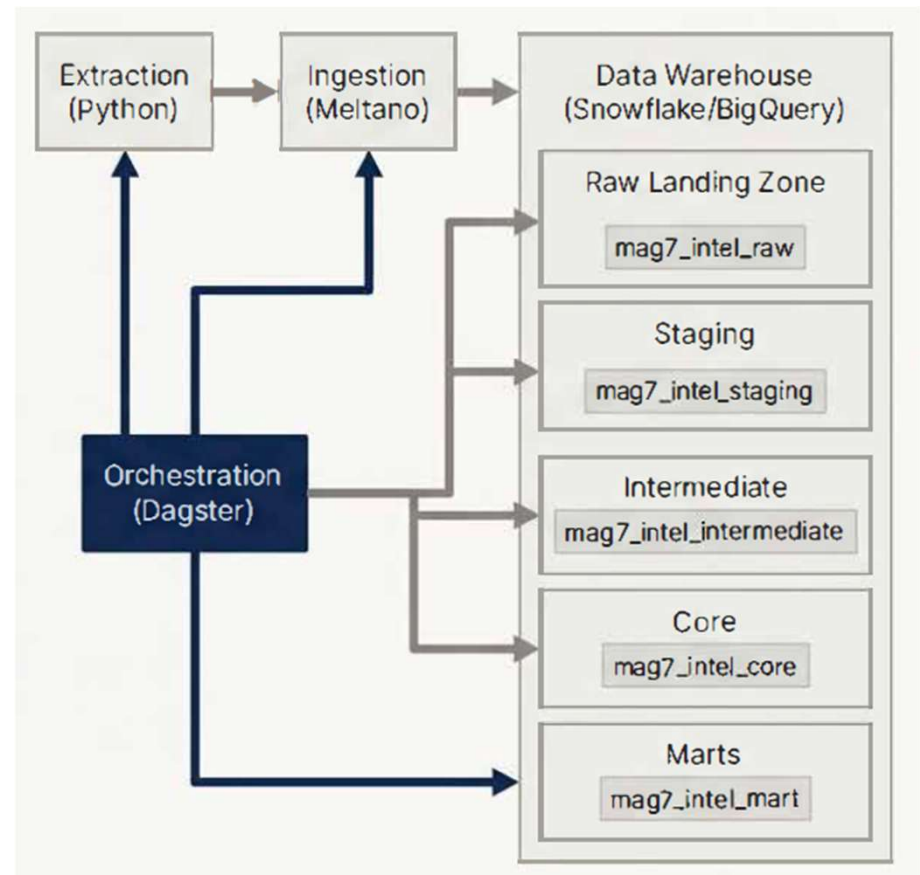 Extraction
(Python)
Ingestion
(Meltano)
Data Warehouse
(Snowflake/BigQuery)
Raw Landing Zone
mag7_intel_raw
Staging
mag7_intel_staging
Orchestration
(Dagster)
Intermediate
mag7_intel_intermediate
Core
mag7_intel_core
Marts
mag7_intel_mart